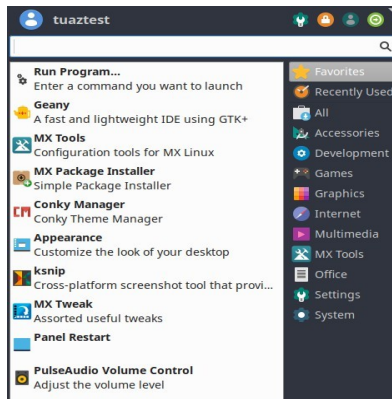 tuaztest
Run Program...
Enter a command you want to launch
Geany
A fast and lightweight IDE using GTK+
MX Tools
Configuration tools for MX Linux
MX Package Installer
Simple Package Installer
Conky Manager
Conky Theme Manager
Appearance
Customize the look of your desktop
ksnip
Cross-platform screenshot tool that provi...
MX Tweak
Assorted useful tweaks
Panel Restart
PulseAudio Volume Control
Adjust the volume level
Favorites
Recently Used
All
Accessories
Development
Games
Graphics
Internet
Multimedia
MX Tools
Office
Settings
System